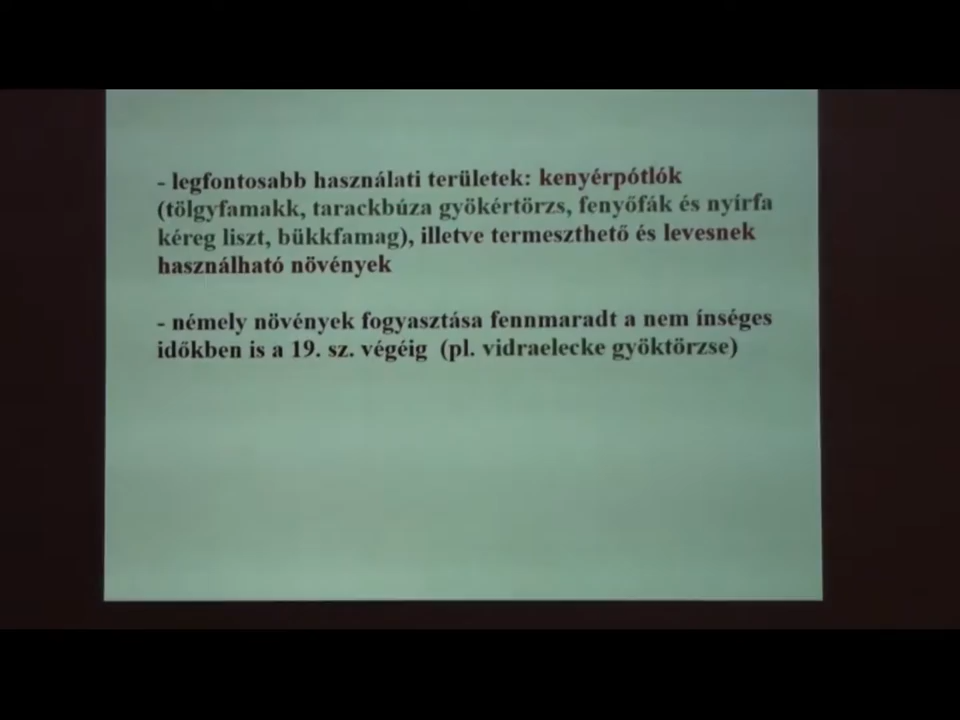 - legfontosabb használati területek: kenyérpótlók
(tölgyfamakk, tarackbúza gyökértörzs, fenyőfák és nyírfa
kéreg liszt, bükkfamag), illetve termeszthető és levesnek
használható növények
- némely növények fogyasztása fennmaradt a nem ínséges
időkben is a 19. sz. végéig (pl. vidraelecke gyöktörzse)